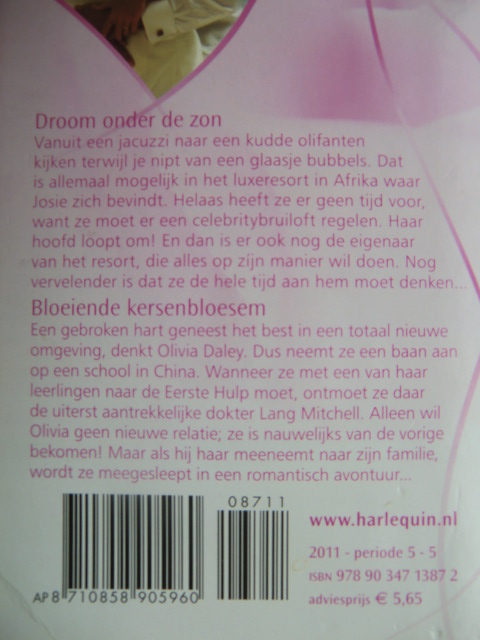 Droom onder de zon
Vanuit een jacuzzi naar een kudde olifanten
kijken terwijl je nipt van een glaasje bubbels. Dat
is allemaal mogelijk in het luxeresort in Afrika waar
Josie zich bevindt. Helaas heeft ze er geen tijd voor,
want ze moet er een celebritybruiloft regelen. Haar
hoofd loopt om! En dan is er ook nog de eigenaar
van het resort, die alles op zijn manier wil doen. Nog
vervelender is dat ze de hele tijd aan hem moet denken...
Bloeiende kersenbloesem
Een gebroken hart geneest het best in een totaal nieuwe
omgeving, denkt Olivia Daley. Dus neemt ze een baan aan
op een school in China. Wanneer ze met een van haar
leerlingen naar de Eerste Hulp moet, ontmoet ze daar
de uiterst aantrekkelijke dokter Lang Mitchell. Alleen wil
Olivia geen nieuwe relatie; ze is nauwelijks van de vorige
bekomen! Maar als hij haar meeneemt naar zijn familie,
wordt ze meegesleept in een romantisch avontuur...
08711
www.harlequin.nl
2011 - periode 5 - 5
ISBN 978 90 347 1387 2
AP8 710858 905960
adviesprijs € 5,65